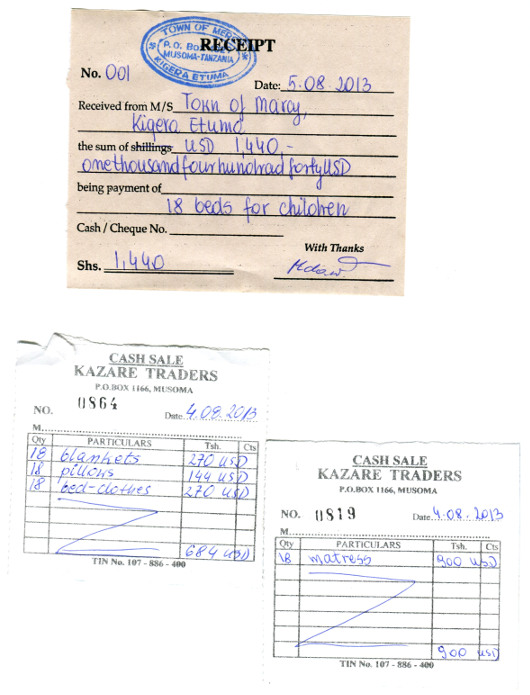 TOWN OF MER
P.O. Bo
MUSOMA-TANZANIA
KIGERA ETUMA
RECEIPT
No. 001
Date: 5.08.2013
Received from M/S Town of Marcy,
Kigera Etuma
the sum of shillings USD 1,440,-
onethousandfourhundradfortyUSD
being payment of
18 beds for children
Cash / Cheque No.
With Thanks
Shs. 1,440
CASH SALE
KAZARE TRADERS
P.O.BOX 1166, MUSOMA
NO. 0864 Date 4.08.2013
M
Qty PARTICULARS Tsh. Cts
18 blankets 270 USD
18 pillows 144 USD
18 bed-clothes 270 USD
684 USD
TIN No. 107 - 886 - 400
CASH SALE
KAZARE TRADERS
P.O.BOX 1166, MUSOMA
NO. 0819 Date 4.08.2013
M
Qty PARTICULARS Tsh. Cts
18 matress 900 USD
900 USD
TIN No. 107 - 886 - 400